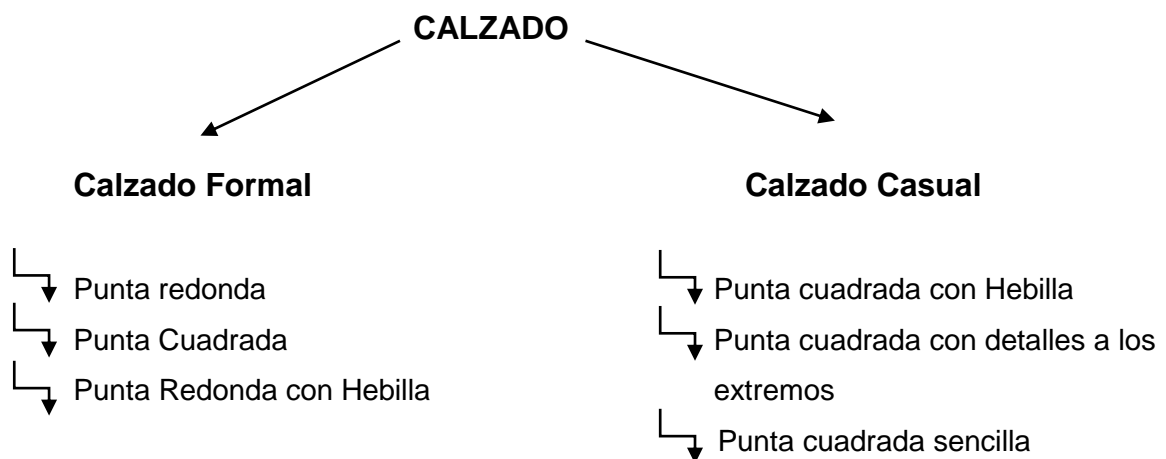 CALZADO
Calzado Formal
Punta redonda
Punta Cuadrada
Punta Redonda con Hebilla
Calzado Casual
Punta cuadrada con Hebilla
Punta cuadrada con detalles a los
extremos
Punta cuadrada sencilla